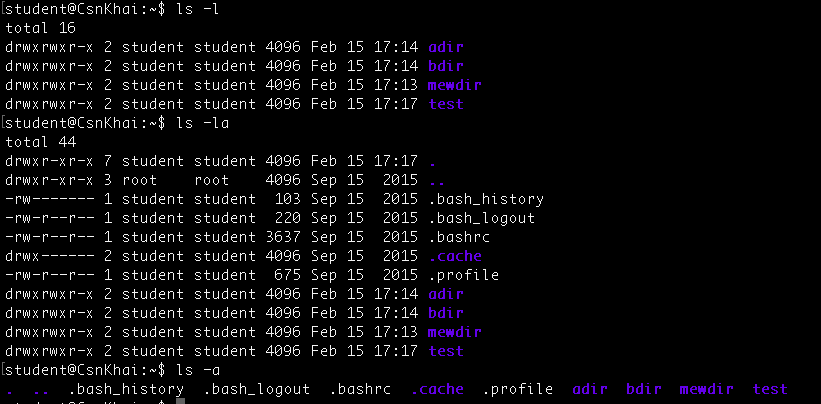 [student@CsnKhai:~$ ls -l
total 16
drwxrwxr-x 2 student student 4096 Feb 15 17:14 adir
drwxrwxr-x 2 student student 4096 Feb 15 17:14 bdir
drwxrwxr-x 2 student student 4096 Feb 15 17:13 mewdir
drwxrwxr-x 2 student student 4096 Feb 15 17:17 test
[student@CsnKhai:~$ ls -la
total 44
drwxr-xr-x 7 student student 4096 Feb 15 17:17 .
drwxr-xr-x 3 root    root    4096 Sep 15  2015 ..
-rw------- 1 student student  103 Sep 15  2015 .bash_history
-rw-r--r-- 1 student student  220 Sep 15  2015 .bash_logout
-rw-r--r-- 1 student student 3637 Sep 15  2015 .bashrc
drwx------ 2 student student 4096 Sep 15  2015 .cache
-rw-r--r-- 1 student student  675 Sep 15  2015 .profile
drwxrwxr-x 2 student student 4096 Feb 15 17:14 adir
drwxrwxr-x 2 student student 4096 Feb 15 17:14 bdir
drwxrwxr-x 2 student student 4096 Feb 15 17:13 mewdir
drwxrwxr-x 2 student student 4096 Feb 15 17:17 test
[student@CsnKhai:~$ ls -a
.  ..  .bash_history  .bash_logout  .bashrc  .cache  .profile  adir  bdir  mewdir  test
student@CsnKhai:~$